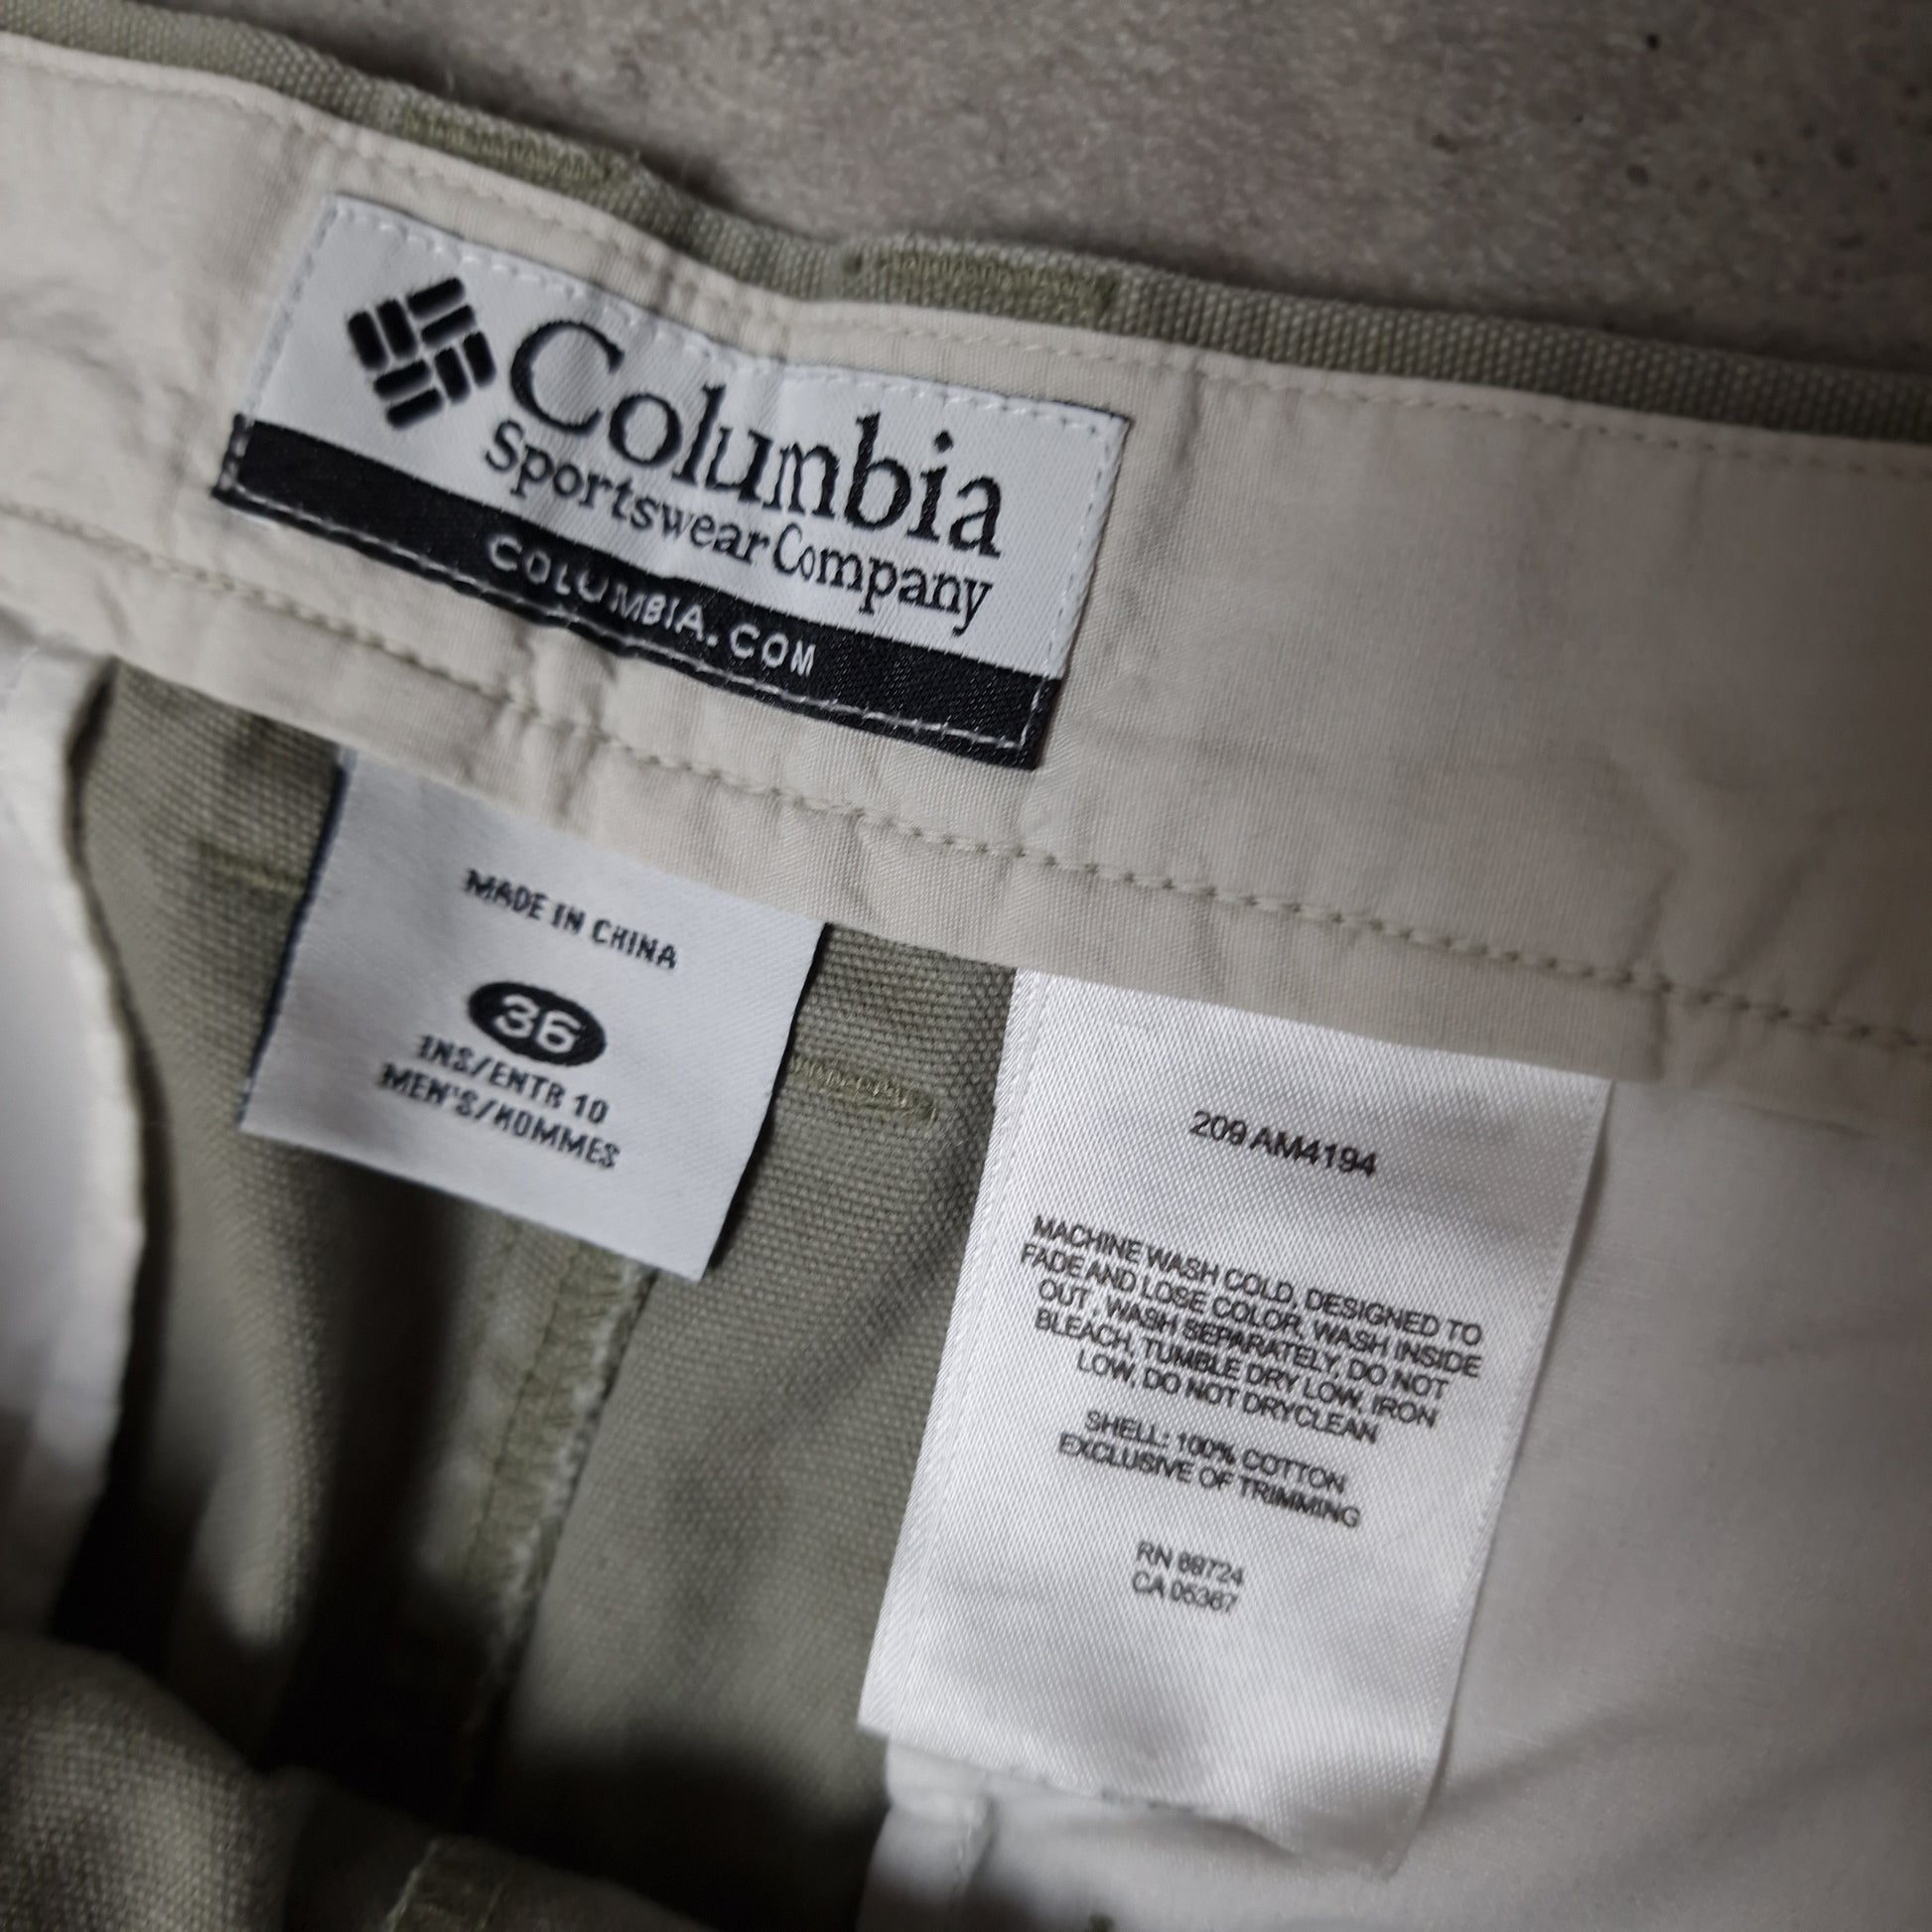 Columbia
Sportswear Company
COLUMBIA.COM
MADE IN CHINA
36
INS/ENTR 10
MEN'S/HOMMES
209 AM4194
MACHINE WASH COLD, DESIGNED TO
FADE AND LOSE COLOR, WASH INSIDE
OUT, WASH SEPARATELY, DO NOT
BLEACH, TUMBLE DRY LOW, IRON
LOW, DO NOT DRYCLEAN
SHELL: 100% COTTON
EXCLUSIVE OF TRIMMING
RN 69724
CA 05367